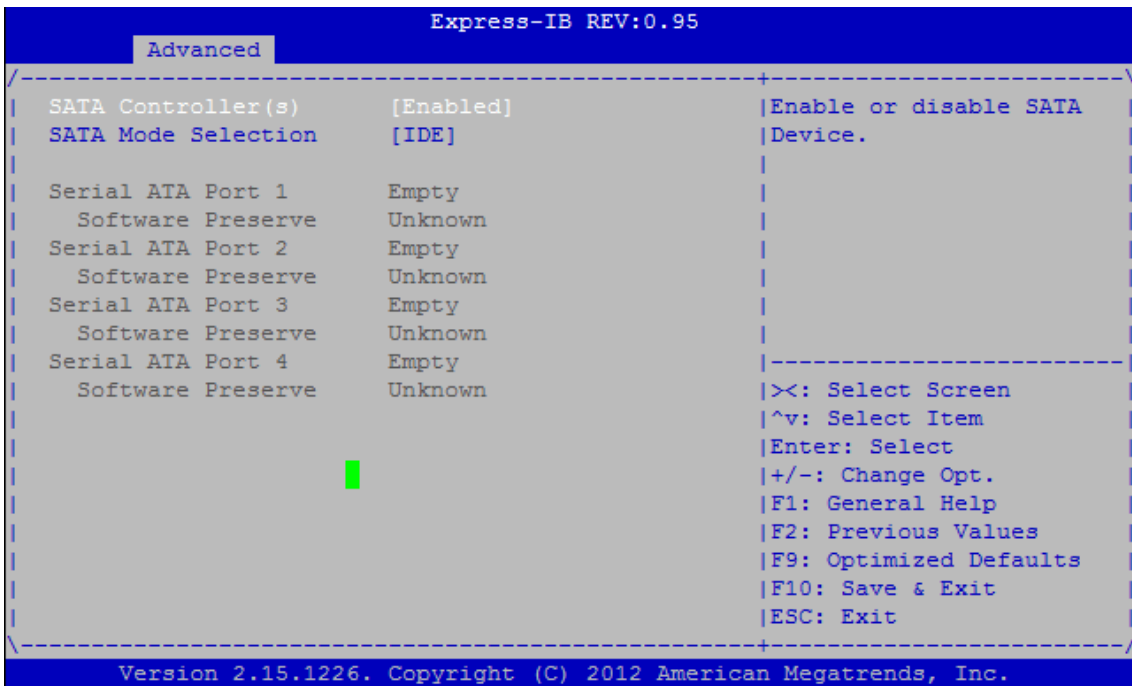 Express-IB REV:0.95
Advanced
/----------------------------------------------------+-------------------------\
| SATA Controller(s) [Enabled] |Enable or disable SATA |
| SATA Mode Selection [IDE] |Device. |
| | |
| Serial ATA Port 1 Empty | |
| Software Preserve Unknown | |
| Serial ATA Port 2 Empty | |
| Software Preserve Unknown | |
| Serial ATA Port 3 Empty | |
| Software Preserve Unknown | |
| Serial ATA Port 4 Empty |-------------------------|
| Software Preserve Unknown |><: Select Screen |
| |^v: Select Item |
| |Enter: Select |
| |+/-: Change Opt. |
| |F1: General Help |
| |F2: Previous Values |
| |F9: Optimized Defaults |
| |F10: Save & Exit |
| |ESC: Exit |
\----------------------------------------------------+-------------------------/
Version 2.15.1226. Copyright (C) 2012 American Megatrends, Inc.